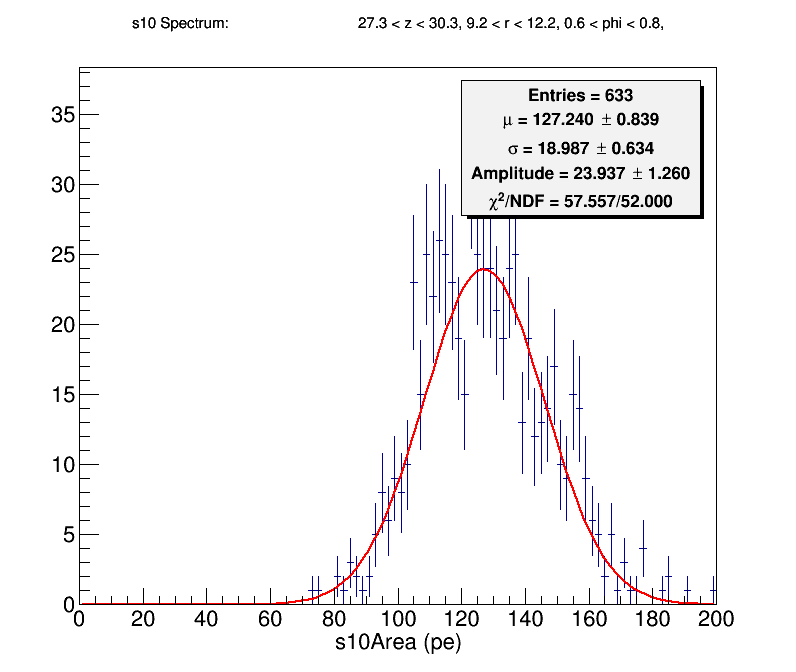 s10 Spectrum: 27.3 < z < 30.3, 9.2 < r < 12.2, 0.6 < phi < 0.8,
Entries = 633
μ = 127.240 ± 0.839
σ = 18.987 ± 0.634
Amplitude = 23.937 ± 1.260
χ²/NDF = 57.557/52.000
35
30
25
20
15
10
5
0
0 20 40 60 80 100 120 140 160 180 200
s10Area (pe)